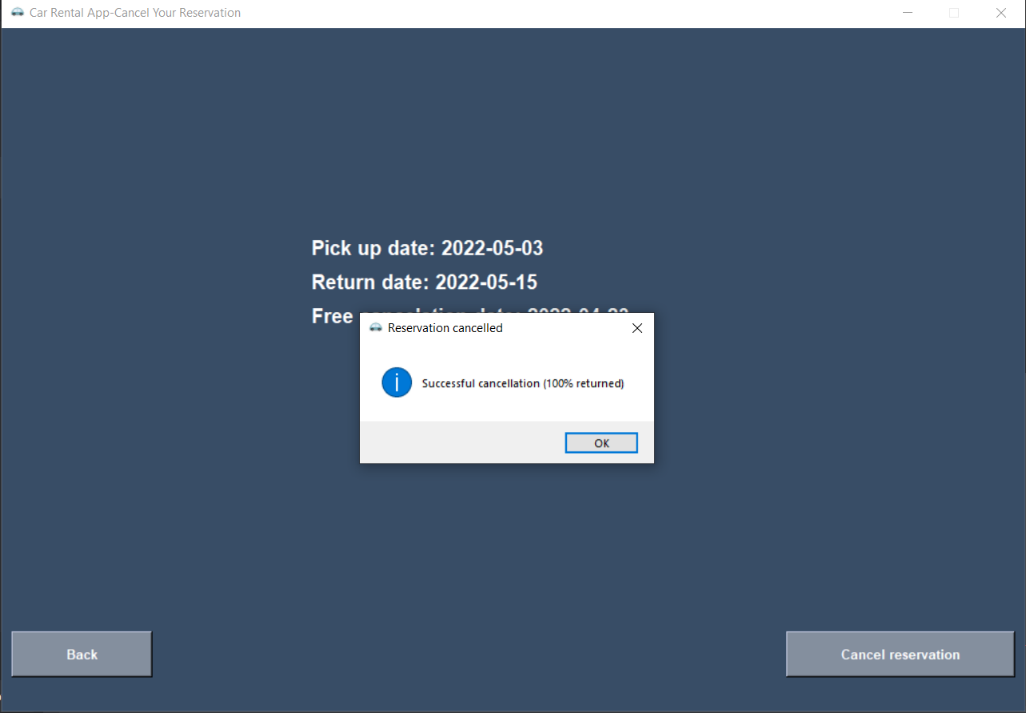 Car Rental App-Cancel Your Reservation
Pick up date: 2022-05-03
Return date: 2022-05-15
Free
Reservation cancelled
Successful cancellation (100% returned)
OK
Back
Cancel reservation